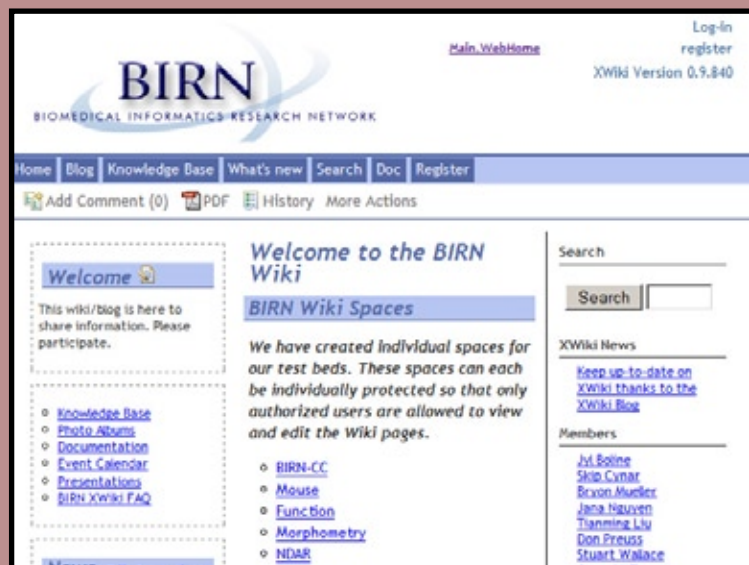 Log-in
Main.WebHome
register
XWiki Version 0.9.840
BIRN
BIOMEDICAL INFORMATICS RESEARCH NETWORK
Home Blog Knowledge Base What's new Search Doc Register
Add Comment (0) PDF History More Actions
Welcome
This wiki/blog is here to
share information. Please
participate.
Knowledge Base
Photo Albums
Documentation
Event Calendar
Presentations
BIRN XWiki FAQ
Welcome to the BIRN
Wiki
BIRN Wiki Spaces
We have created individual spaces for
our test beds. These spaces can each
be individually protected so that only
authorized users are allowed to view
and edit the Wiki pages.
BIRN-CC
Mouse
Function
Morphometry
NDAR
Search
Search
XWiki News
Keep up-to-date on
XWiki thanks to the
XWiki Blog
Members
Jyl Boline
Skip Cynar
Bryon Mueller
Jana Nguyen
Tianming Liu
Don Preuss
Stuart Wallace